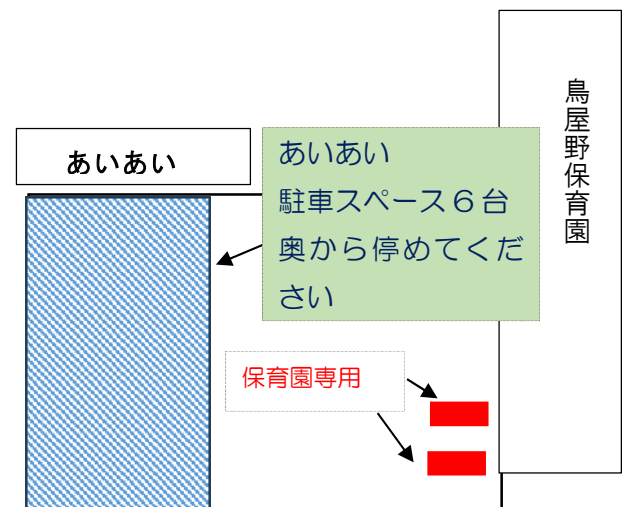 あいあい
あいあい
駐車スペース６台
奥から停めてくだ
さい
保育園専用
鳥屋野保育園